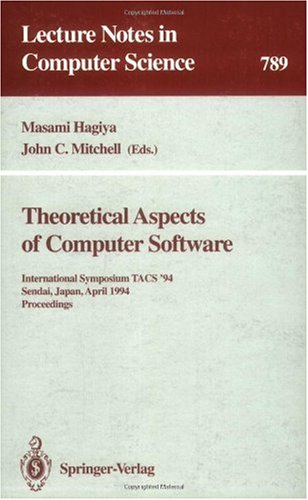 Lecture Notes in
Computer Science
789
Masami Hagiya
John C. Mitchell (Eds.)
Theoretical Aspects
of Computer Software
International Symposium TACS '94
Sendai, Japan, April 1994
Proceedings
Springer-Verlag